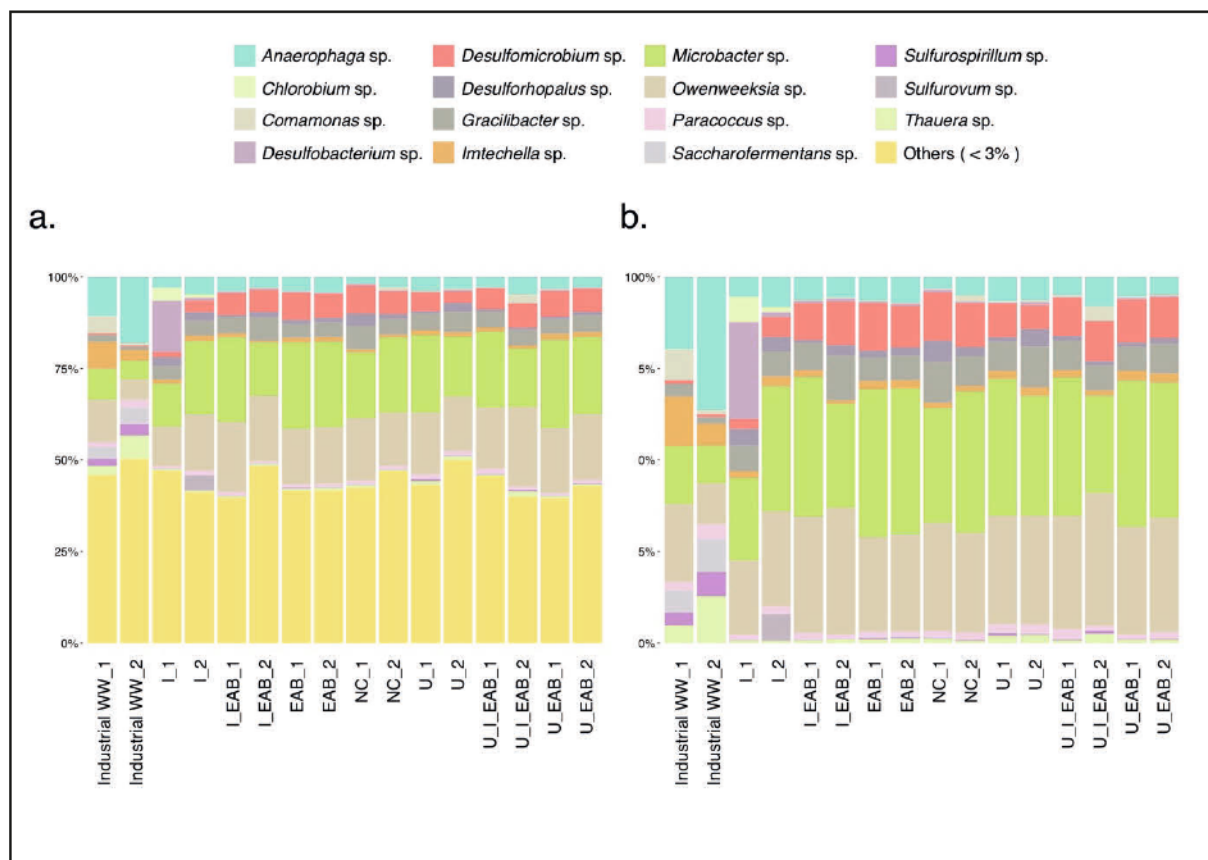 Anaerophaga sp. Desulfomicrobium sp. Microbacter sp. Sulfurospirillum sp.
Chlorobium sp. Desulforhopalus sp. Owenweeksia sp. Sulfurovum sp.
Comamonas sp. Gracilibacter sp. Paracoccus sp. Thauera sp.
Desulfobacterium sp. Imtechella sp. Saccharofermentans sp. Others ( < 3% )
a.
100%
75%
50%
25%
0%
Industrial WW_1
Industrial WW_2
I_1
I_2
I_EAB_1
I_EAB_2
EAB_1
EAB_2
NC_1
NC_2
U_1
U_2
U_I_EAB_1
U_I_EAB_2
U_EAB_1
U_EAB_2
b.
100%
75%
0%
5%
0%
Industrial WW_1
Industrial WW_2
I_1
I_2
I_EAB_1
I_EAB_2
EAB_1
EAB_2
NC_1
NC_2
U_1
U_2
U_I_EAB_1
U_I_EAB_2
U_EAB_1
U_EAB_2